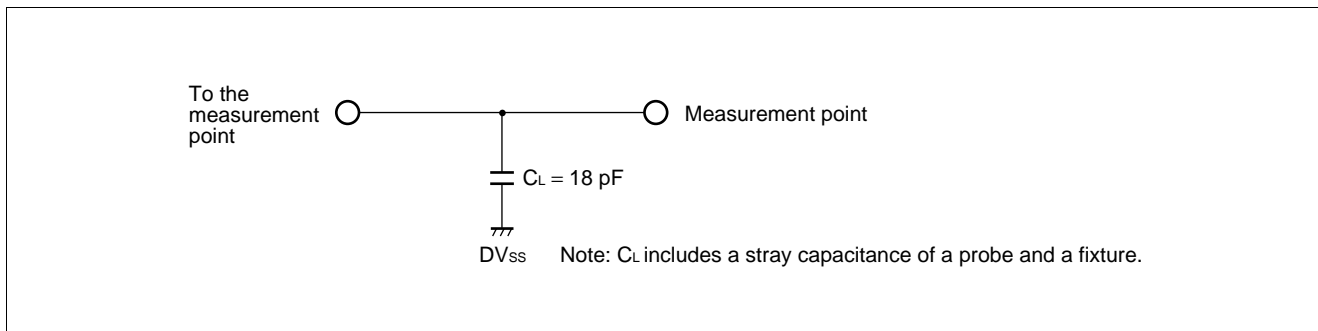 To the
measurement
point
Measurement point
CL = 18 pF
DVSS
Note: CL includes a stray capacitance of a probe and a fixture.